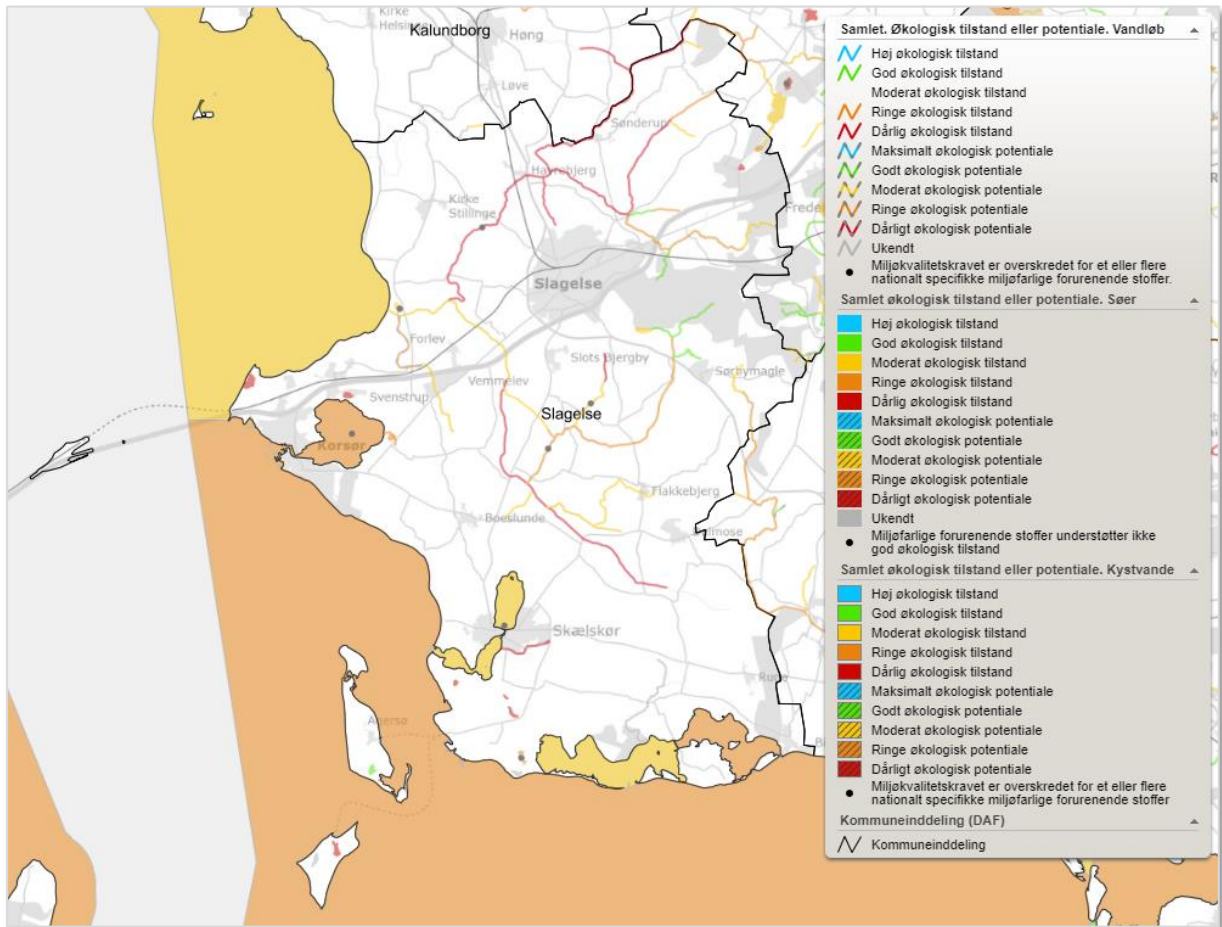 Kirke
Helsinge
Kalundborg
Høng
Løve
Sønderup
Havrebjerg
Kirke
Stillinge
Slagelse
Forlev
Slots Bjergby
Vemmelev
Sørbymagle
Svenstrup
Slagelse
Korsør
Flakkebjerg
Boeslunde
Skælskør
Agersø
Samlet. Økologisk tilstand eller potentiale. Vandløb
Høj økologisk tilstand
God økologisk tilstand
Moderat økologisk tilstand
Ringe økologisk tilstand
Dårlig økologisk tilstand
Maksimalt økologisk potentiale
Godt økologisk potentiale
Moderat økologisk potentiale
Ringe økologisk potentiale
Dårligt økologisk potentiale
Ukendt
Miljøkvalitetskravet er overskredet for et eller flere
nationalt specifikke miljøfarlige forurenende stoffer.
Samlet økologisk tilstand eller potentiale. Søer
Høj økologisk tilstand
God økologisk tilstand
Moderat økologisk tilstand
Ringe økologisk tilstand
Dårlig økologisk tilstand
Maksimalt økologisk potentiale
Godt økologisk potentiale
Moderat økologisk potentiale
Ringe økologisk potentiale
Dårligt økologisk potentiale
Ukendt
Miljøfarlige forurenende stoffer understøtter ikke
god økologisk tilstand
Samlet økologisk tilstand eller potentiale. Kystvande
Høj økologisk tilstand
God økologisk tilstand
Moderat økologisk tilstand
Ringe økologisk tilstand
Dårlig økologisk tilstand
Maksimalt økologisk potentiale
Godt økologisk potentiale
Moderat økologisk potentiale
Ringe økologisk potentiale
Dårligt økologisk potentiale
Miljøkvalitetskravet er overskredet for et eller flere
nationalt specifikke miljøfarlige forurenende stoffer
Kommuneinddeling (DAF)
Kommuneinddeling